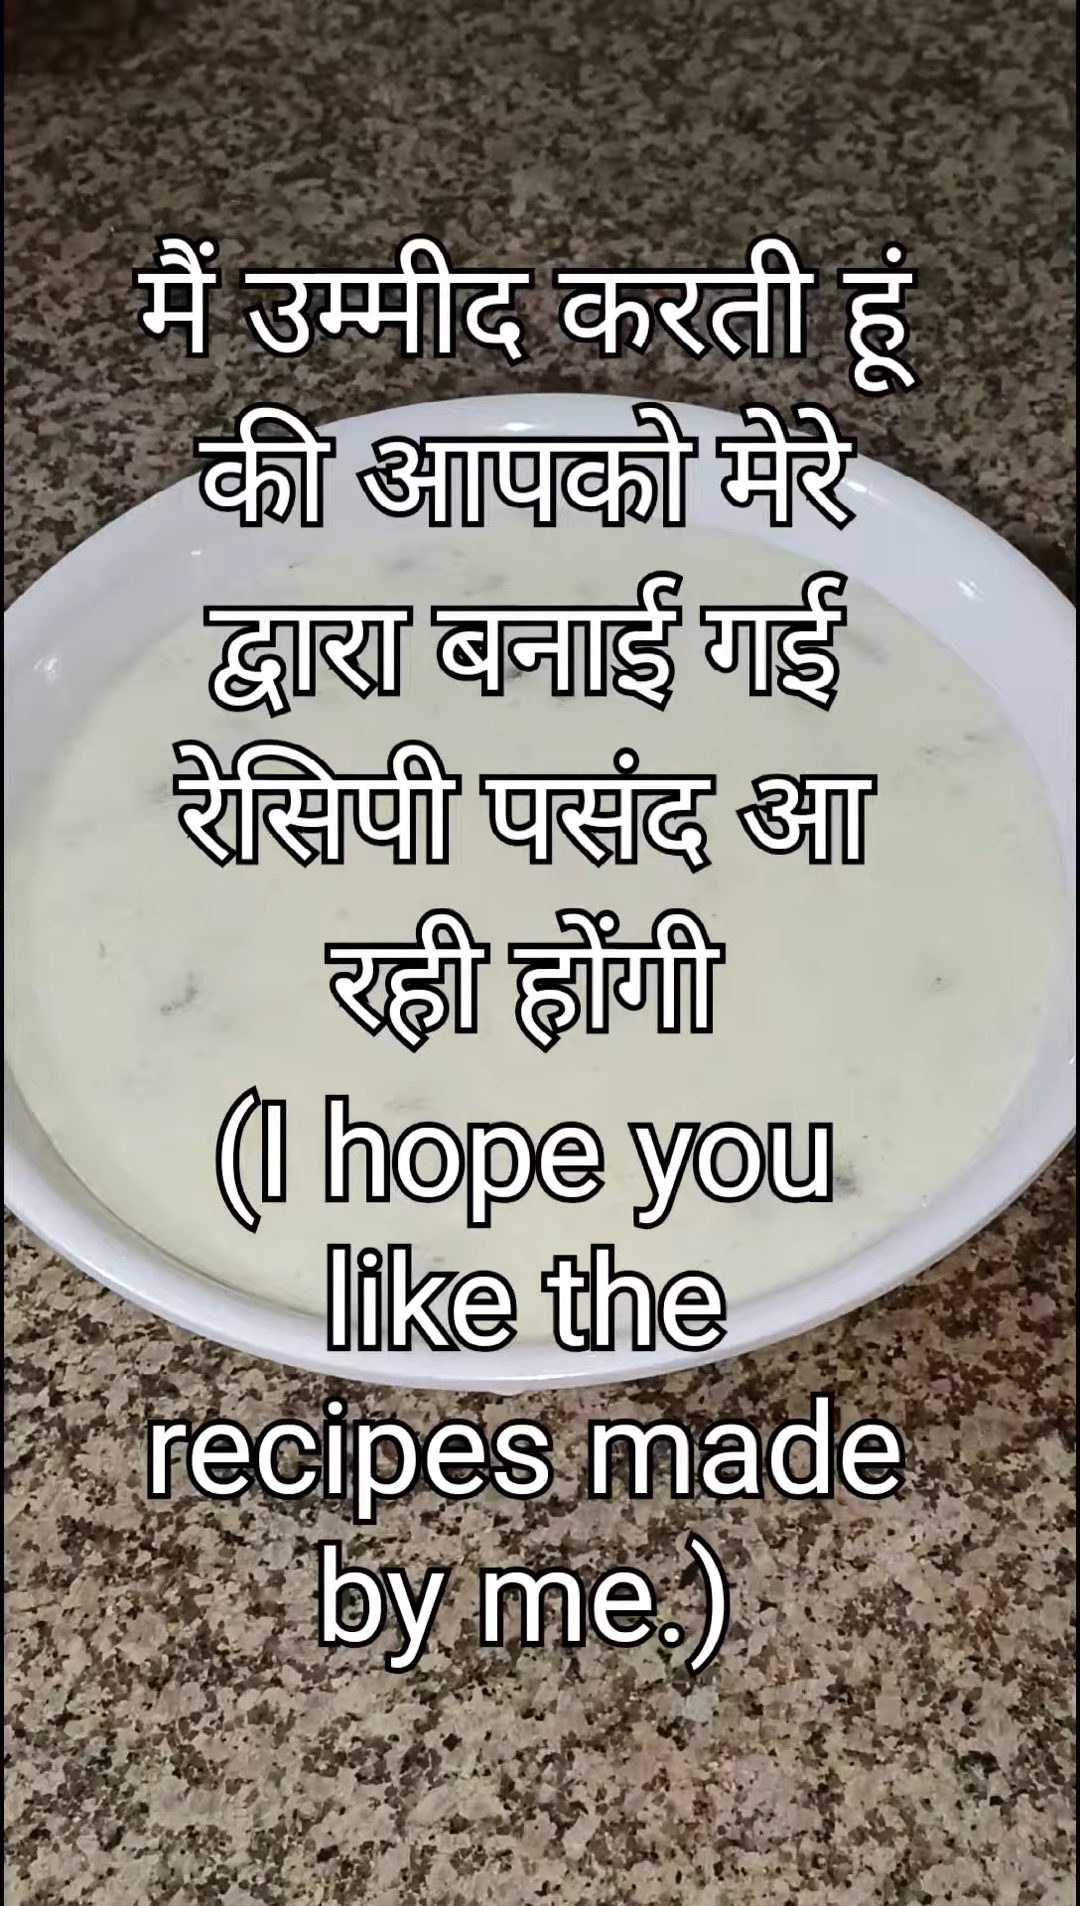 मैं उम्मीद करती हूं
की आपको मेरे
द्वारा बनाई गई
रेसिपी पसंद आ
रही होंगी
(I hope you
like the
recipes made
by me.)